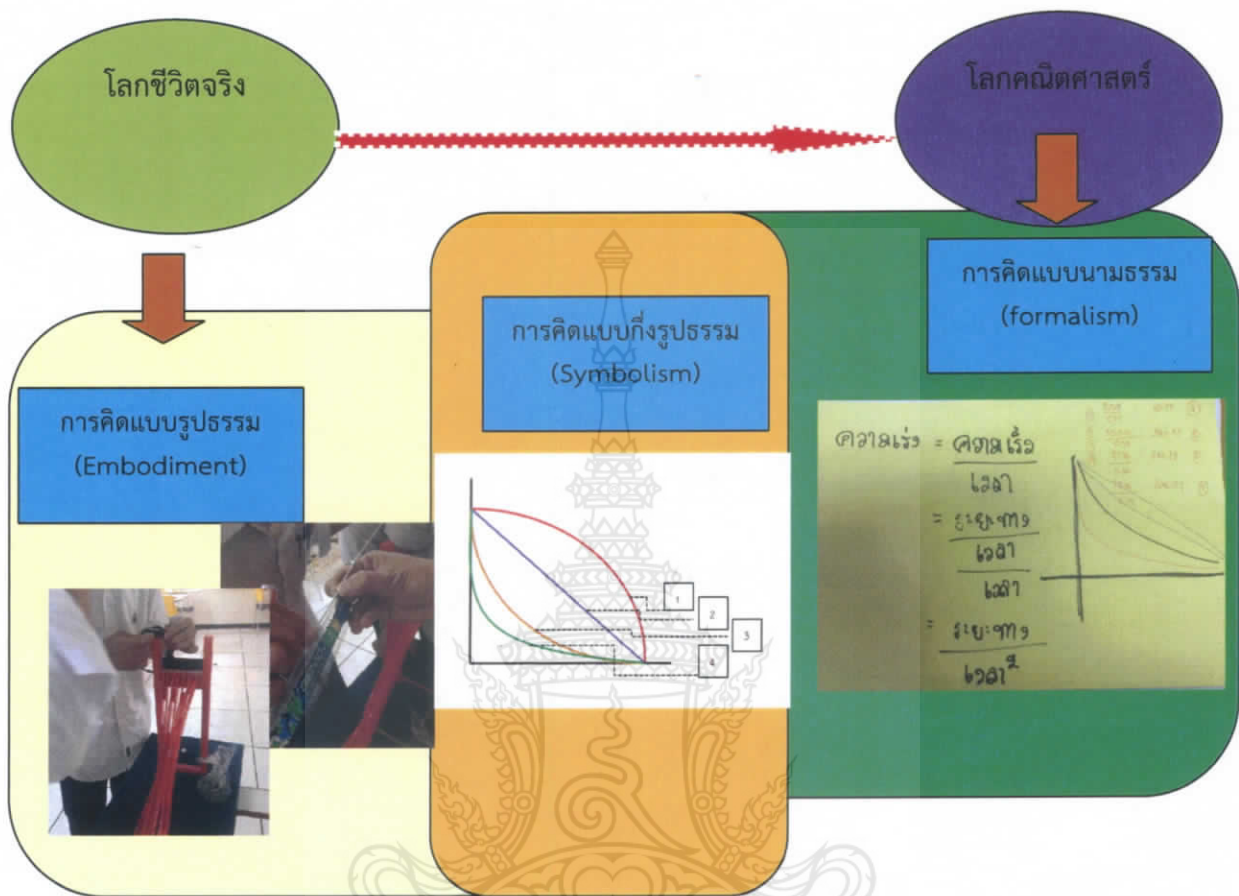 โลกชีวิตจริง
โลกคณิตศาสตร์
การคิดแบบรูปธรรม
(Embodiment)
การคิดแบบกึ่งรูปธรรม
(Symbolism)
1
2
3
4
การคิดแบบนามธรรม
(formalism)
ความเร่ง = ความเร็ว
เวลา
= ระยะทาง
เวลา
เวลา
= ระยะทาง
เวลา²